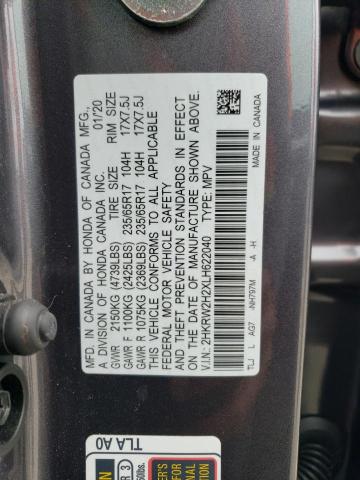 MFD. IN CANADA BY HONDA OF CANADA MFG.,
A DIVISION OF HONDA CANADA INC. 01/20
TIRE SIZE RIM SIZE
GVWR 2150KG (4739LBS)
GAWR F 1100KG (2425LBS) 235/65R17 104H 17X7.5J
GAWR R 1075KG (2369LBS) 235/65R17 104H 17X7.5J
THIS VEHICLE CONFORMS TO ALL APPLICABLE
FEDERAL MOTOR VEHICLE SAFETY, BUMPER,
AND THEFT PREVENTION STANDARDS IN EFFECT
ON THE DATE OF MANUFACTURE SHOWN ABOVE.
V.I.N.: 2HKRW2H2XLH622040 TYPE: MPV
TLJ L AG7 NH797M -A -H
MADE IN CANADA
TLA A0